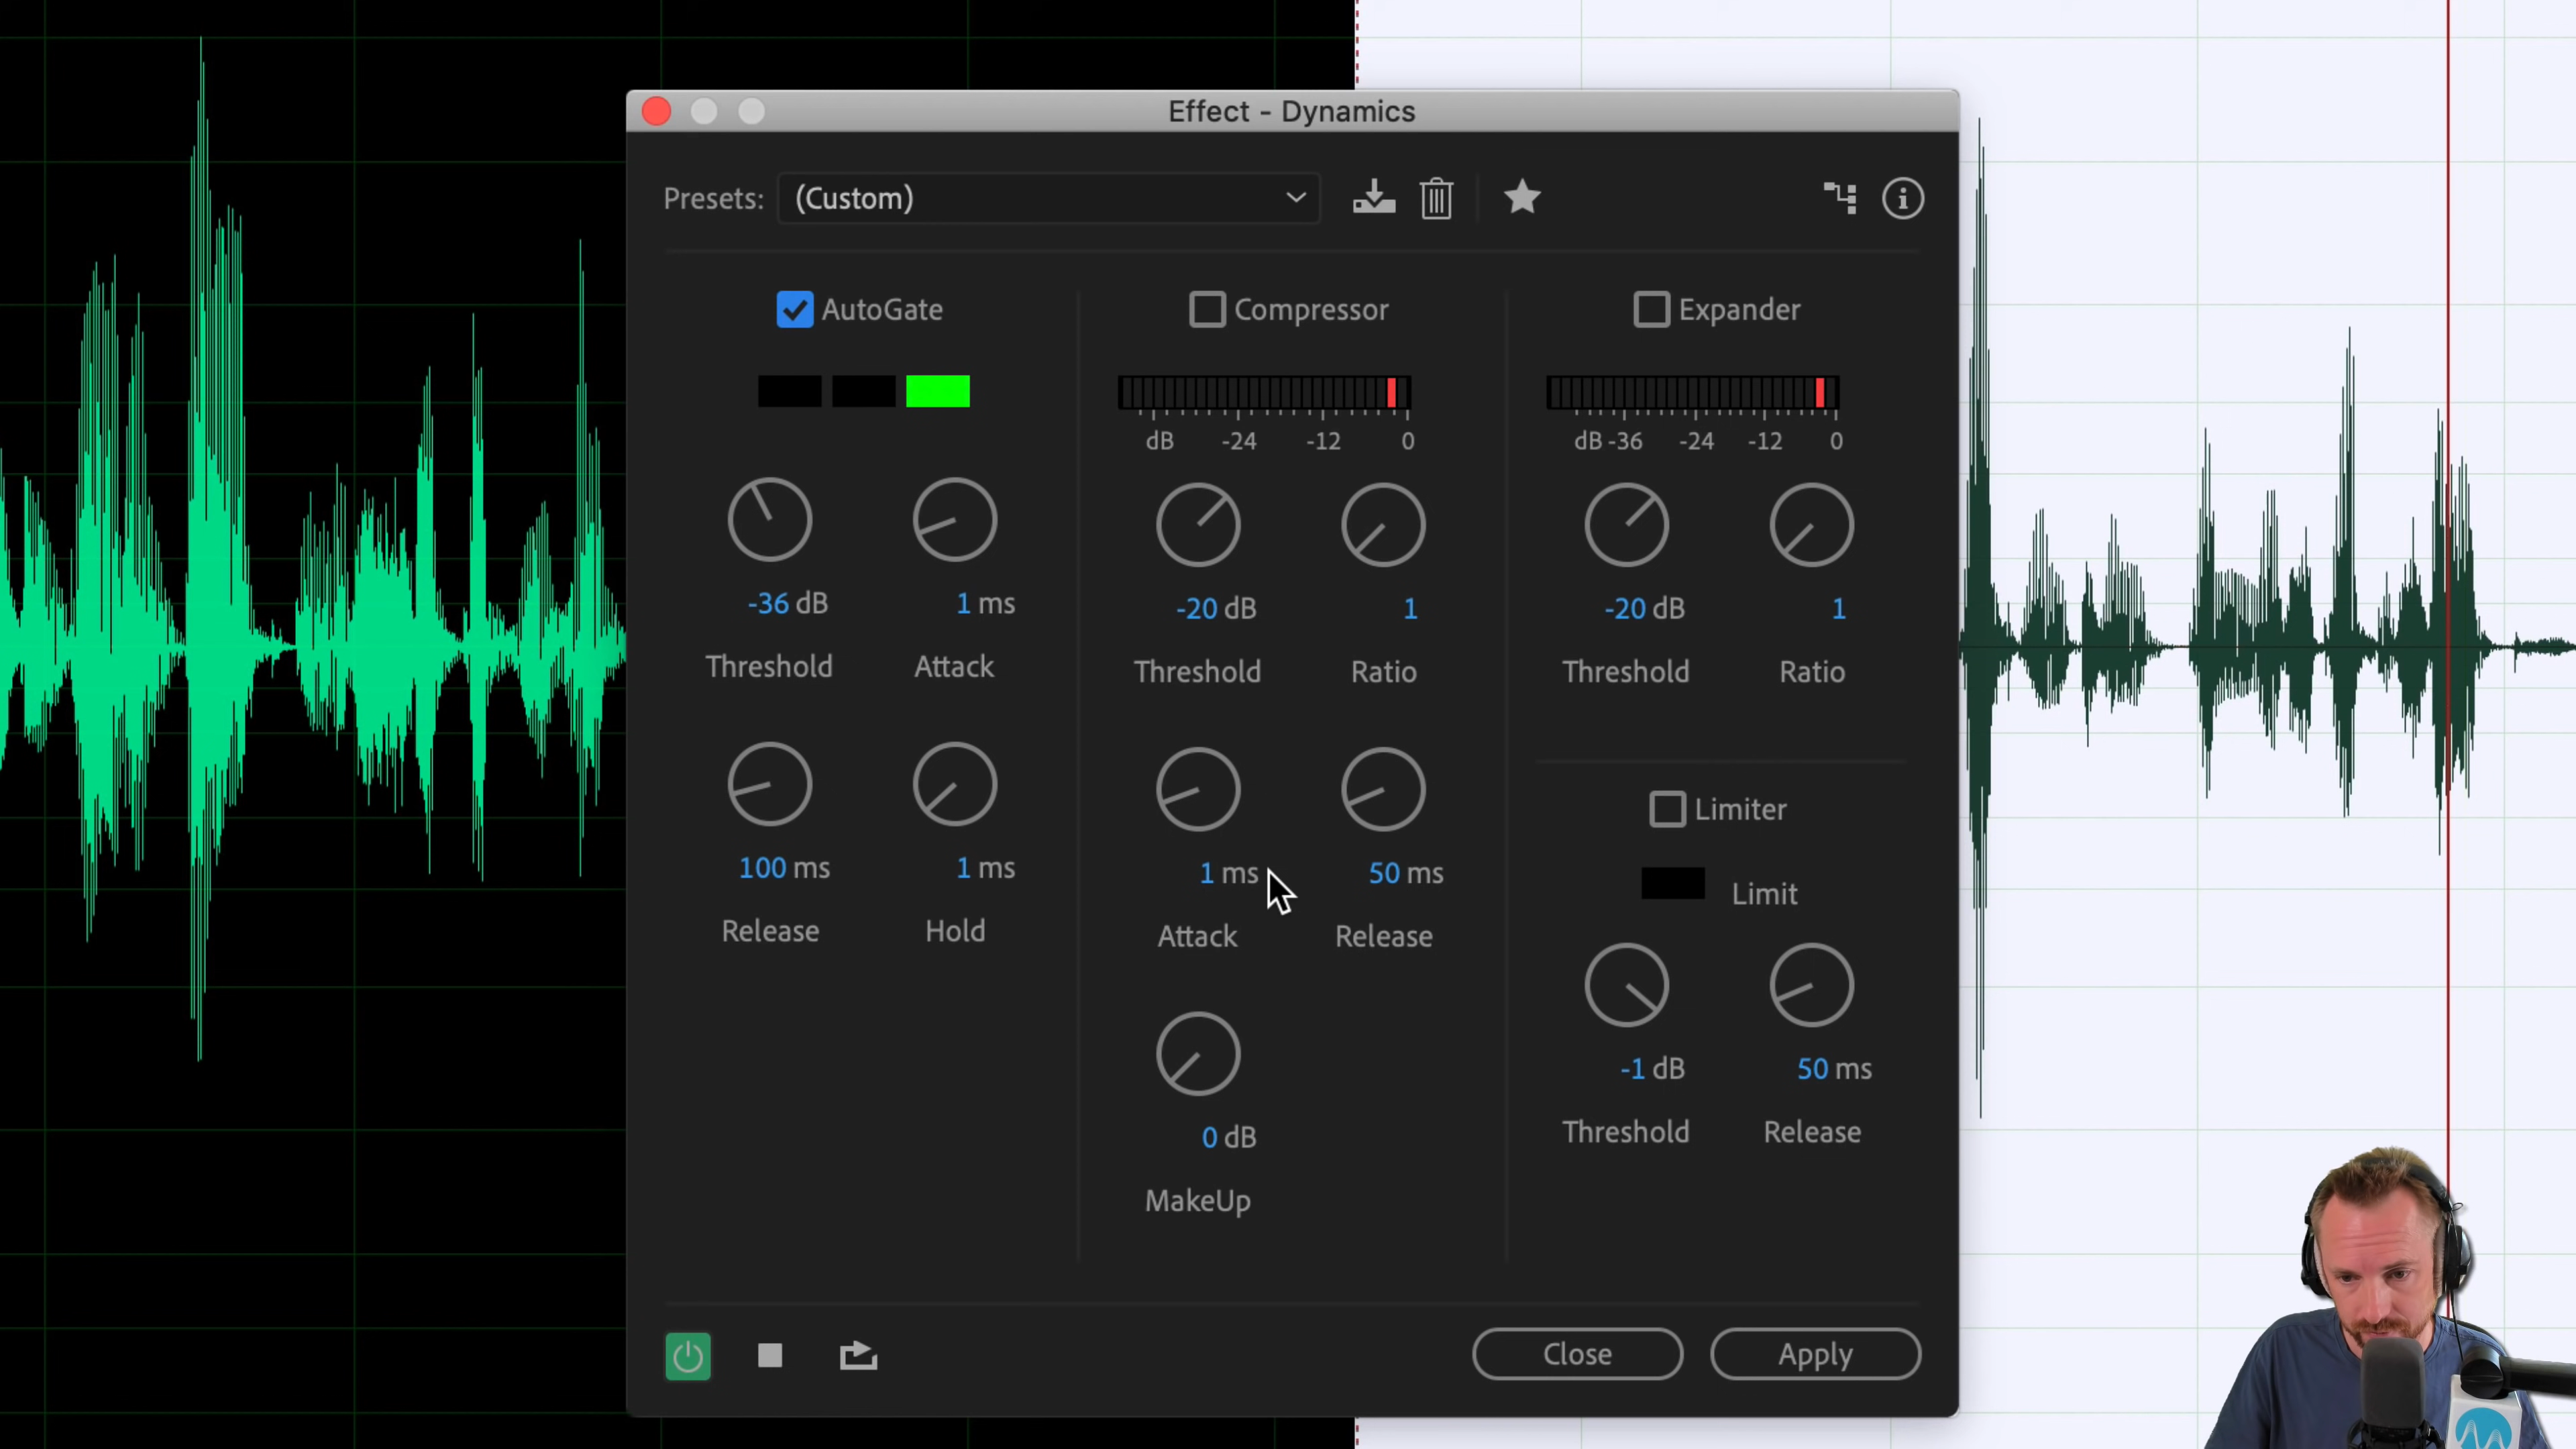 Effect - Dynamics
Presets: (Custom)
AutoGate Compressor Expander
dB -24 -12 0 dB -36 -24 -12 0
-36 dB 1 ms -20 dB 1 -20 dB 1
Threshold Attack Threshold Ratio Threshold Ratio
Limiter
100 ms 1 ms 1 ms 50 ms Limit
Release Hold Attack Release
-1 dB 50 ms
0 dB Threshold Release
MakeUp
Close Apply